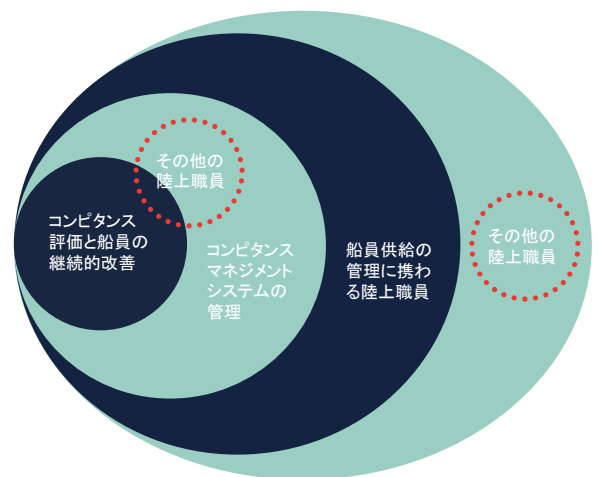 その他の
陸上職員
コンピタンス
評価と船員の
継続的改善
コンピタンス
マネジメント
システムの
管理
船員供給の
管理に携わ
る陸上職員
その他の
陸上職員